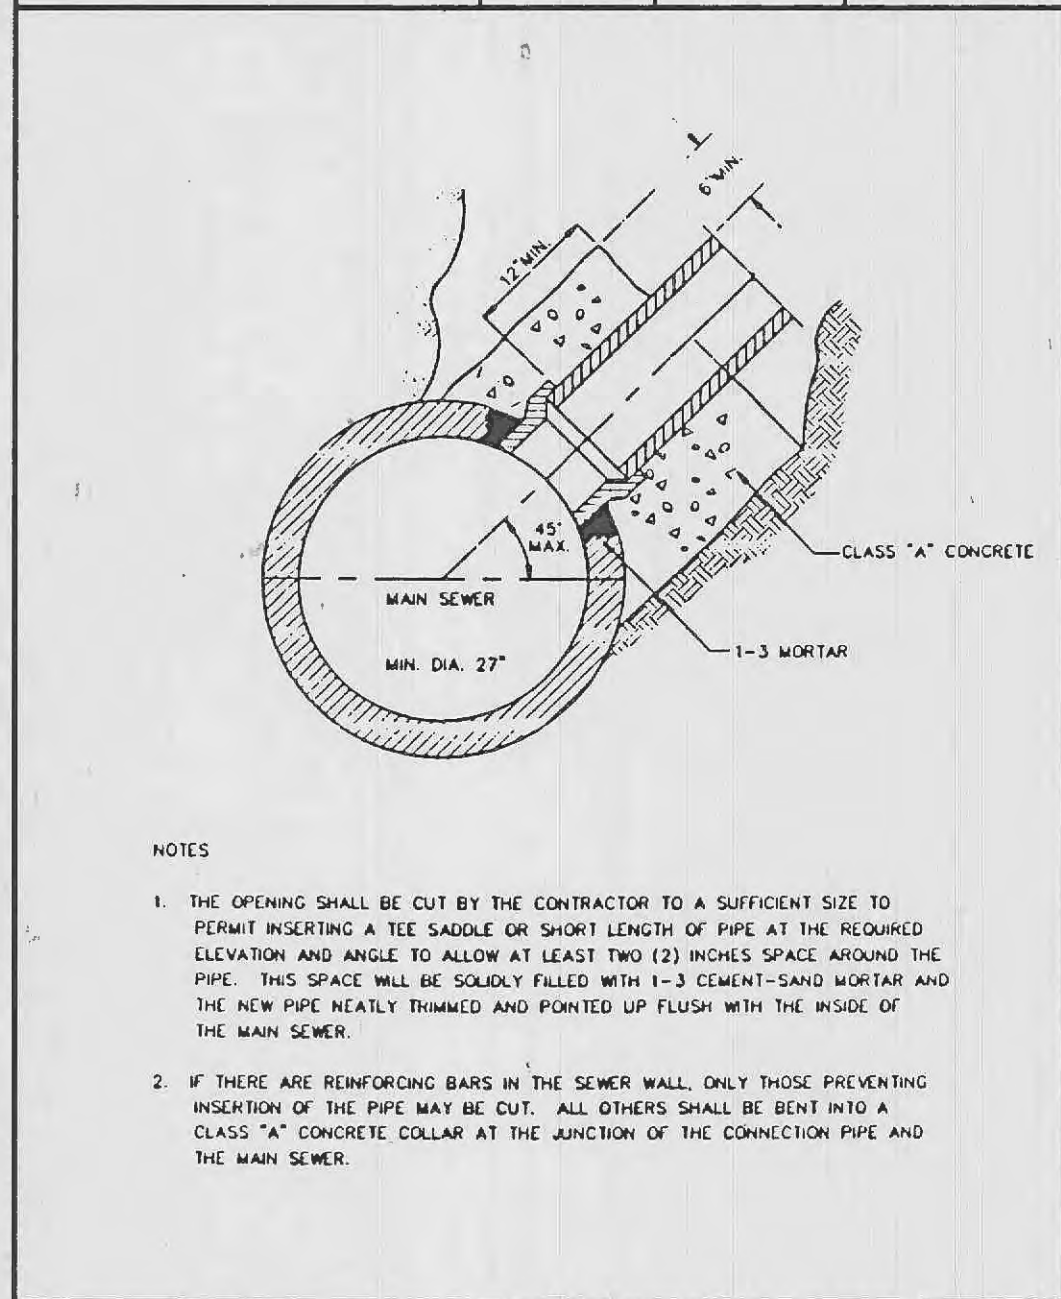 6"MIN.
12"MIN.
45°
MAX.
CLASS "A" CONCRETE
MAIN SEWER
1-3 MORTAR
MIN. DIA. 27"
NOTES
1. THE OPENING SHALL BE CUT BY THE CONTRACTOR TO A SUFFICIENT SIZE TO
PERMIT INSERTING A TEE SADDLE OR SHORT LENGTH OF PIPE AT THE REQUIRED
ELEVATION AND ANGLE TO ALLOW AT LEAST TWO (2) INCHES SPACE AROUND THE
PIPE. THIS SPACE WILL BE SOLIDLY FILLED WITH 1-3 CEMENT-SAND MORTAR AND
THE NEW PIPE NEATLY TRIMMED AND POINTED UP FLUSH WITH THE INSIDE OF
THE MAIN SEWER.
2. IF THERE ARE REINFORCING BARS IN THE SEWER WALL, ONLY THOSE PREVENTING
INSERTION OF THE PIPE MAY BE CUT. ALL OTHERS SHALL BE BENT INTO A
CLASS "A" CONCRETE COLLAR AT THE JUNCTION OF THE CONNECTION PIPE AND
THE MAIN SEWER.